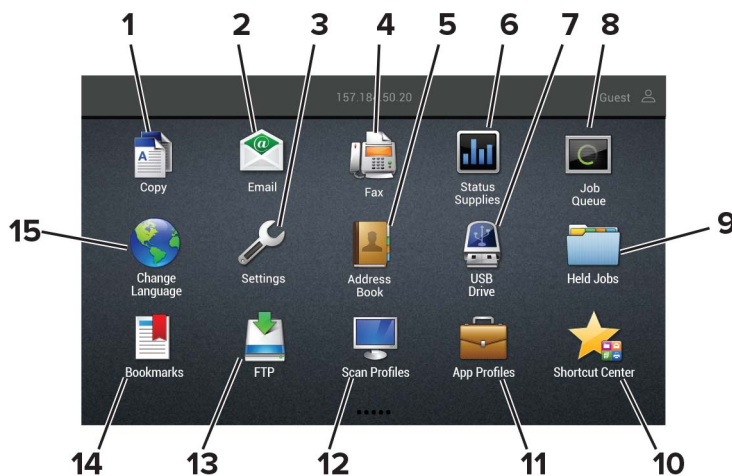 1 2 3 4 5 6 7 8
157.184.50.20 Guest
A @
Copy Email Fax Status Supplies Job Queue
15 9
Change Language Settings Address Book USB Drive Held Jobs
Bookmarks FTP Scan Profiles App Profiles Shortcut Center
14 13 12 11 10